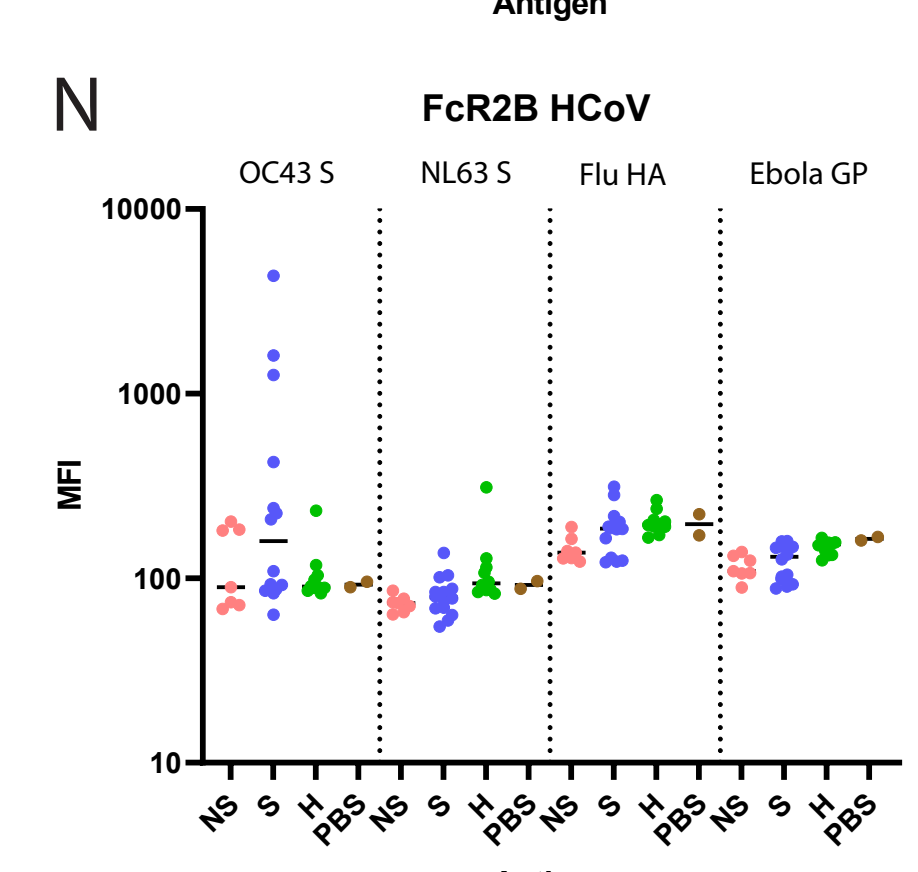 Antigen
N
FcR2B HCoV
OC43 S NL63 S Flu HA Ebola GP
10000
1000
100
10
MFI
NS S H PBS NS S H PBS NS S H PBS NS S H PBS